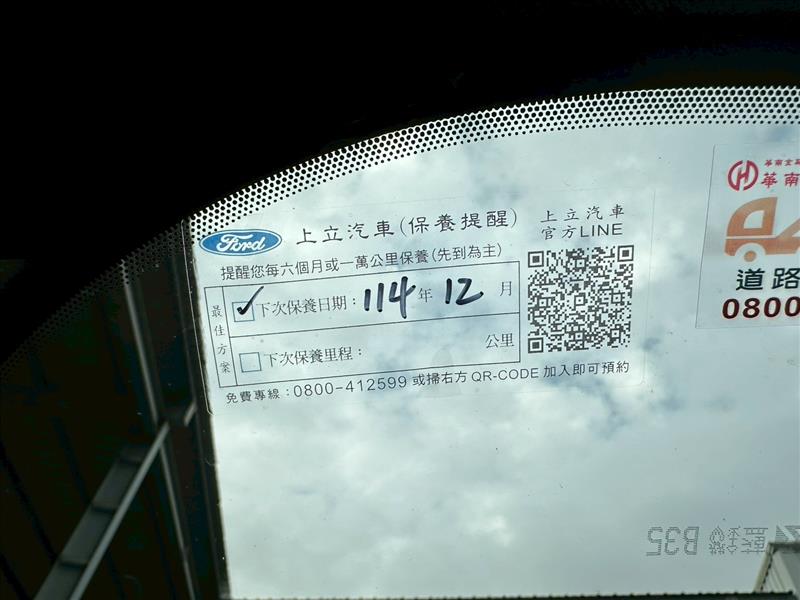 Ford 上立汽車(保養提醒)
上立汽車
官方LINE
提醒您每六個月或一萬公里保養(先到為主)
最佳方案
✓下次保養日期：114年 12 月
下次保養里程： 公里
免費專線：0800-412599 或掃右方 QR-CODE 加入即可預約
華南
道路
0800
B35